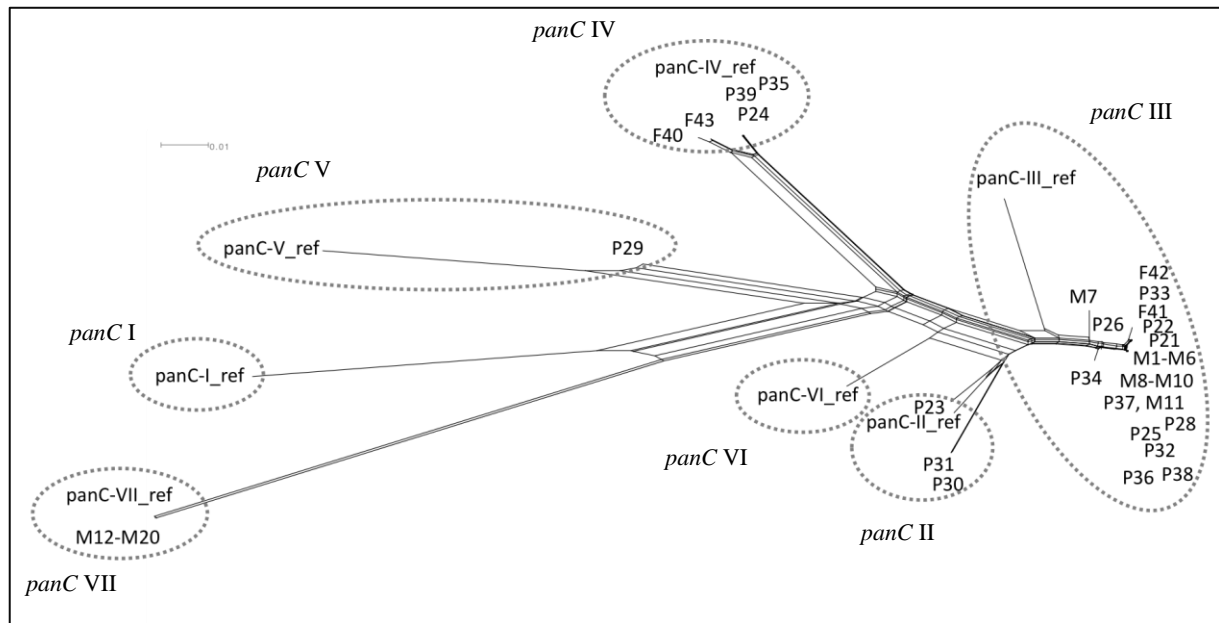 panC IV
panC-IV_ref
P39 P35
P24
F43
F40
0.01
panC III
panC V
panC-III_ref
panC-V_ref
P29
F42
M7
P33
P26
F41
P22
P21
M1-M6
P34
panC I
panC-I_ref
M8-M10
panC-VI_ref
P23
P37, M11
panC-II_ref
P28
P25
P32
panC VI
P31
P36 P38
P30
panC-VII_ref
M12-M20
panC II
panC VII